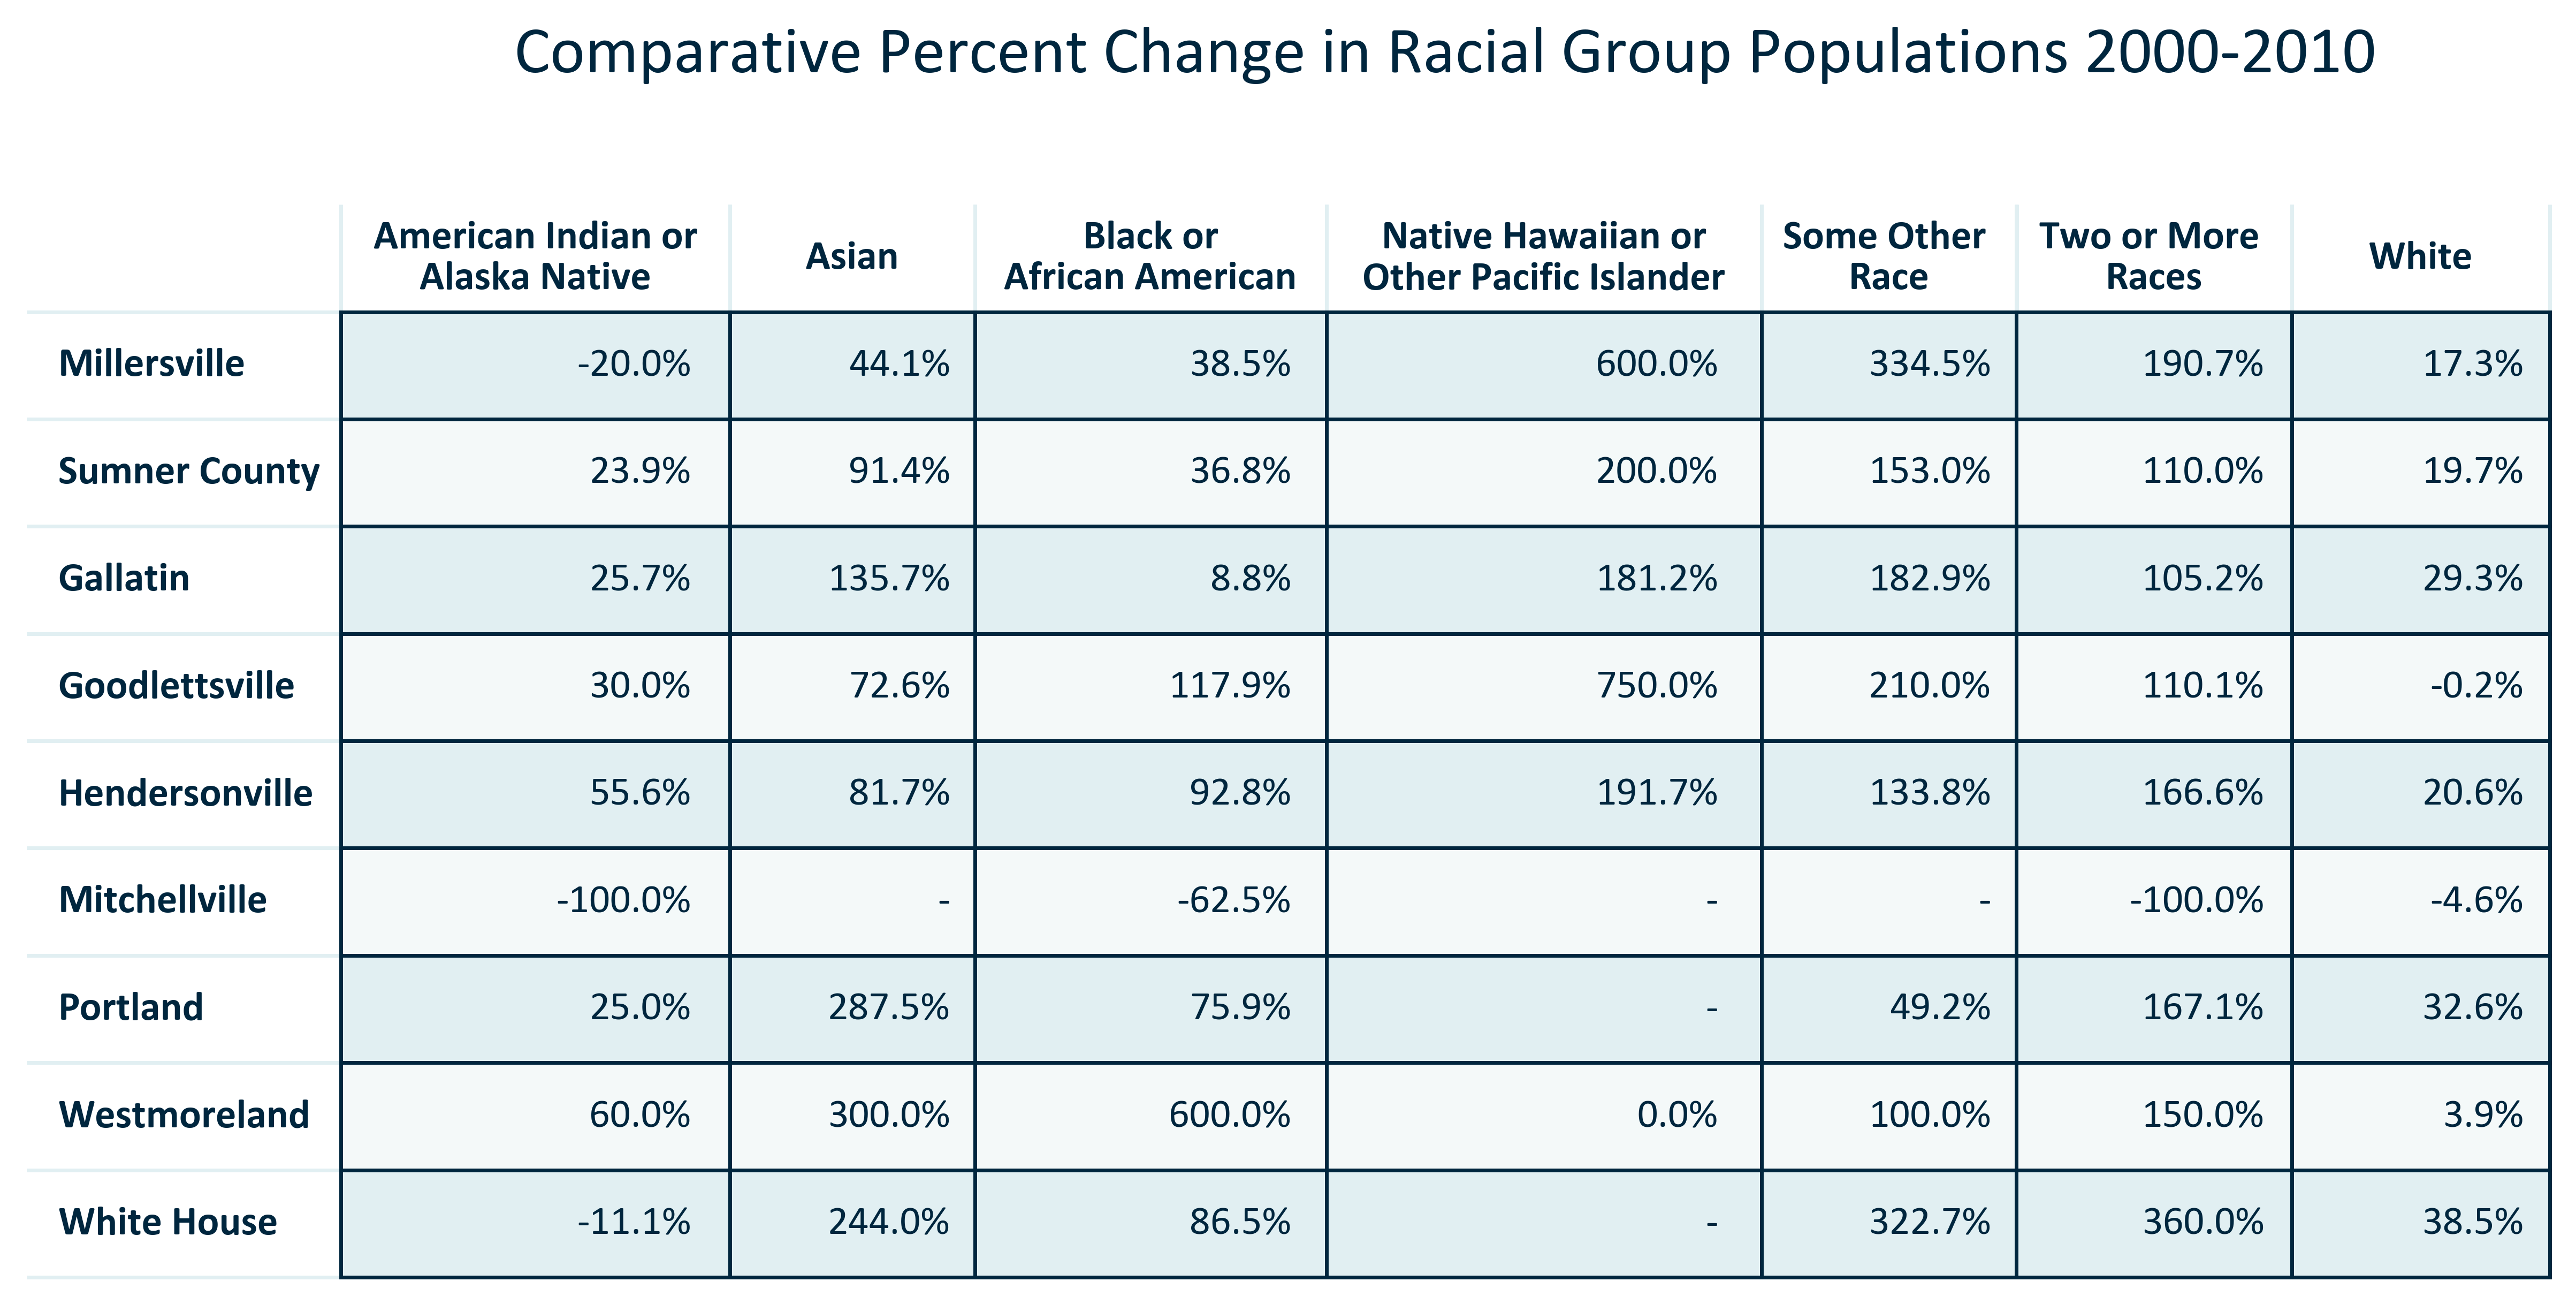 Comparative Percent Change in Racial Group Populations 2000-2010
American Indian or Alaska Native Asian Black or African American Native Hawaiian or Other Pacific Islander Some Other Race Two or More Races White
Millersville -20.0% 44.1% 38.5% 600.0% 334.5% 190.7% 17.3%
Sumner County 23.9% 91.4% 36.8% 200.0% 153.0% 110.0% 19.7%
Gallatin 25.7% 135.7% 8.8% 181.2% 182.9% 105.2% 29.3%
Goodlettsville 30.0% 72.6% 117.9% 750.0% 210.0% 110.1% -0.2%
Hendersonville 55.6% 81.7% 92.8% 191.7% 133.8% 166.6% 20.6%
Mitchellville -100.0% - -62.5% - - -100.0% -4.6%
Portland 25.0% 287.5% 75.9% - 49.2% 167.1% 32.6%
Westmoreland 60.0% 300.0% 600.0% 0.0% 100.0% 150.0% 3.9%
White House -11.1% 244.0% 86.5% - 322.7% 360.0% 38.5%